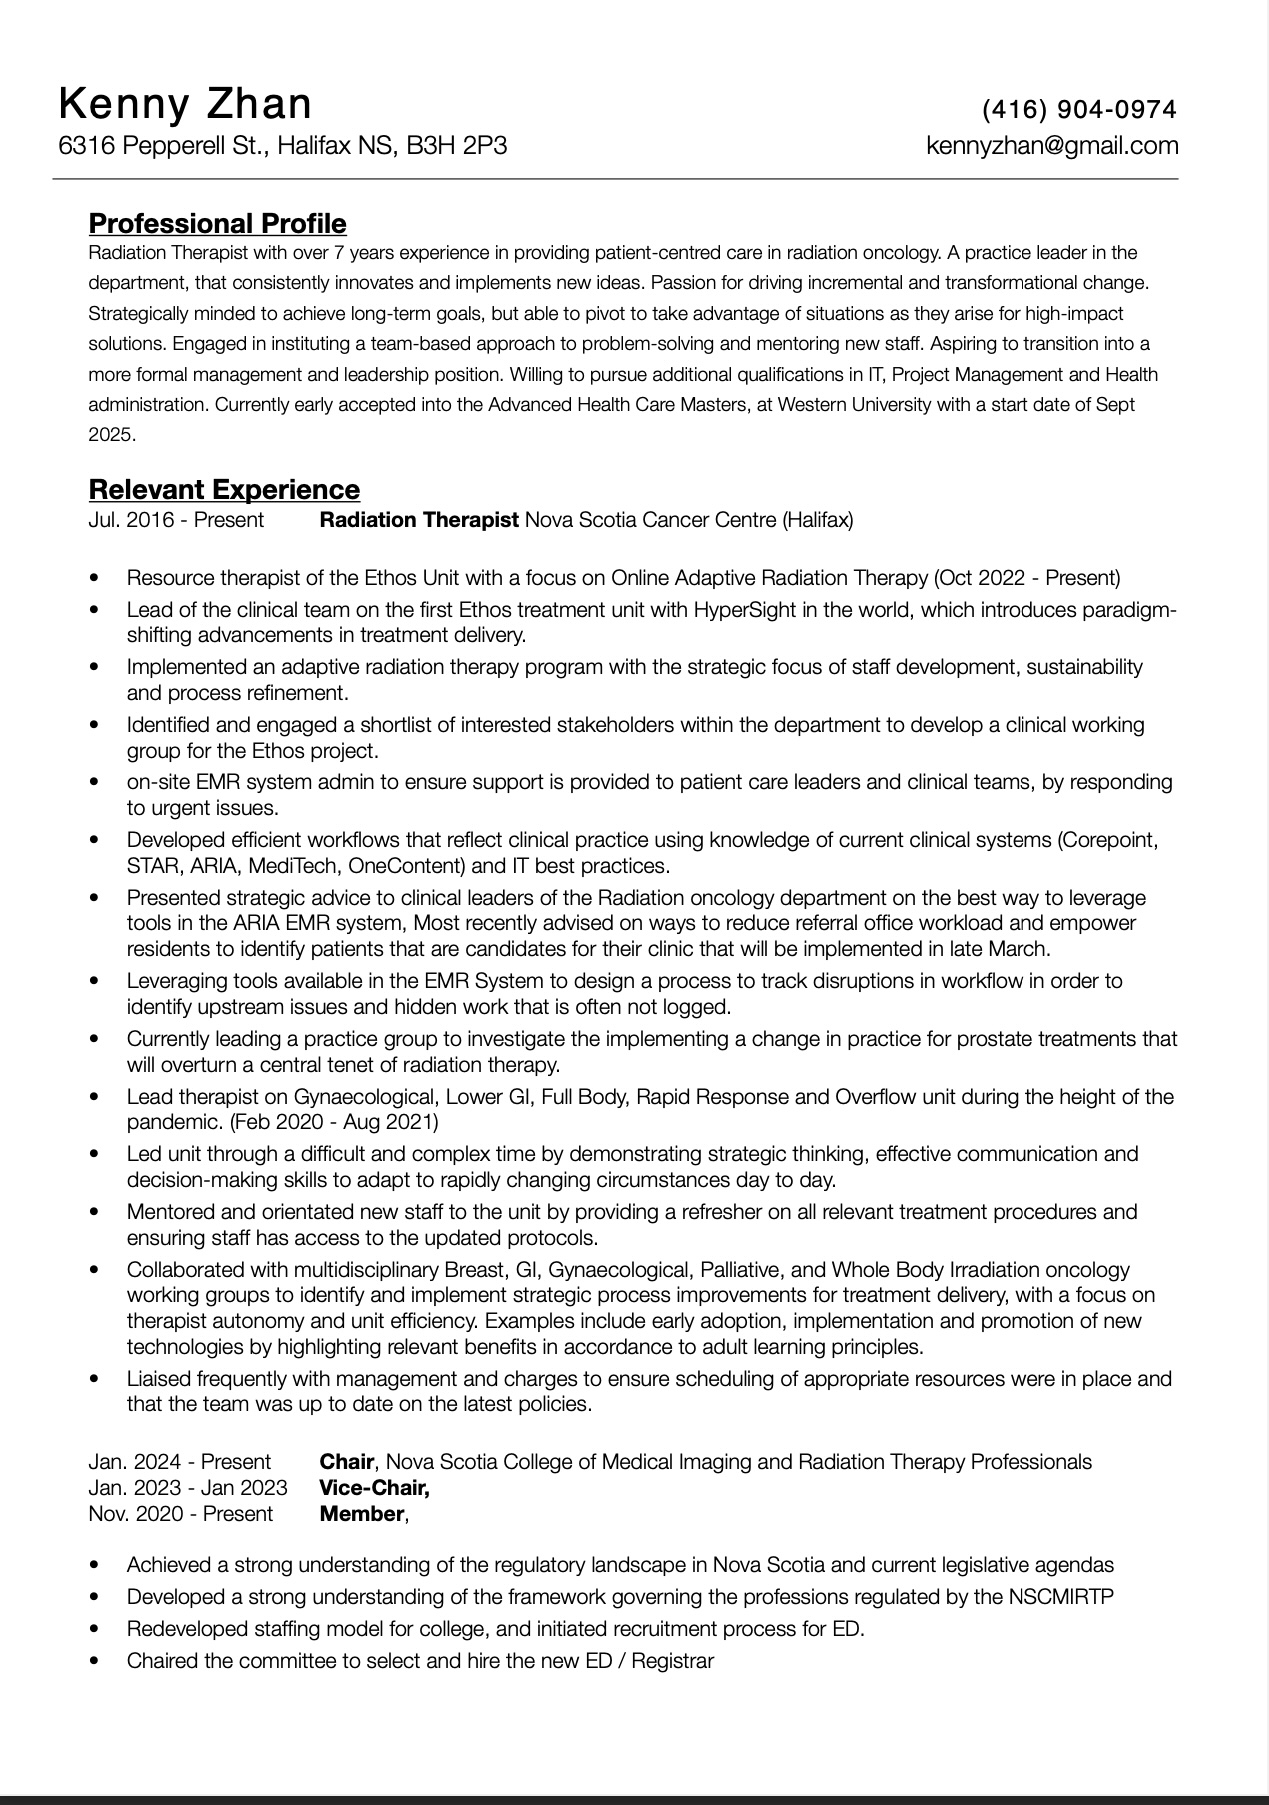 Kenny Zhan
(416) 904-0974
6316 Pepperell St., Halifax NS, B3H 2P3
kennyzhan@gmail.com
Professional Profile
Radiation Therapist with over 7 years experience in providing patient-centred care in radiation oncology. A practice leader in the
department, that consistently innovates and implements new ideas. Passion for driving incremental and transformational change.
Strategically minded to achieve long-term goals, but able to pivot to take advantage of situations as they arise for high-impact
solutions. Engaged in instituting a team-based approach to problem-solving and mentoring new staff. Aspiring to transition into a
more formal management and leadership position. Willing to pursue additional qualifications in IT, Project Management and Health
administration. Currently early accepted into the Advanced Health Care Masters, at Western University with a start date of Sept
2025.
Relevant Experience
Jul. 2016 - Present Radiation Therapist Nova Scotia Cancer Centre (Halifax)
• Resource therapist of the Ethos Unit with a focus on Online Adaptive Radiation Therapy (Oct 2022 - Present)
• Lead of the clinical team on the first Ethos treatment unit with HyperSight in the world, which introduces paradigm-
shifting advancements in treatment delivery.
• Implemented an adaptive radiation therapy program with the strategic focus of staff development, sustainability
and process refinement.
• Identified and engaged a shortlist of interested stakeholders within the department to develop a clinical working
group for the Ethos project.
• on-site EMR system admin to ensure support is provided to patient care leaders and clinical teams, by responding
to urgent issues.
• Developed efficient workflows that reflect clinical practice using knowledge of current clinical systems (Corepoint,
STAR, ARIA, MediTech, OneContent) and IT best practices.
• Presented strategic advice to clinical leaders of the Radiation oncology department on the best way to leverage
tools in the ARIA EMR system, Most recently advised on ways to reduce referral office workload and empower
residents to identify patients that are candidates for their clinic that will be implemented in late March.
• Leveraging tools available in the EMR System to design a process to track disruptions in workflow in order to
identify upstream issues and hidden work that is often not logged.
• Currently leading a practice group to investigate the implementing a change in practice for prostate treatments that
will overturn a central tenet of radiation therapy.
• Lead therapist on Gynaecological, Lower GI, Full Body, Rapid Response and Overflow unit during the height of the
pandemic. (Feb 2020 - Aug 2021)
• Led unit through a difficult and complex time by demonstrating strategic thinking, effective communication and
decision-making skills to adapt to rapidly changing circumstances day to day.
• Mentored and orientated new staff to the unit by providing a refresher on all relevant treatment procedures and
ensuring staff has access to the updated protocols.
• Collaborated with multidisciplinary Breast, GI, Gynaecological, Palliative, and Whole Body Irradiation oncology
working groups to identify and implement strategic process improvements for treatment delivery, with a focus on
therapist autonomy and unit efficiency. Examples include early adoption, implementation and promotion of new
technologies by highlighting relevant benefits in accordance to adult learning principles.
• Liaised frequently with management and charges to ensure scheduling of appropriate resources were in place and
that the team was up to date on the latest policies.
Jan. 2024 - Present Chair, Nova Scotia College of Medical Imaging and Radiation Therapy Professionals
Jan. 2023 - Jan 2023 Vice-Chair,
Nov. 2020 - Present Member,
• Achieved a strong understanding of the regulatory landscape in Nova Scotia and current legislative agendas
• Developed a strong understanding of the framework governing the professions regulated by the NSCMIRTP
• Redeveloped staffing model for college, and initiated recruitment process for ED.
• Chaired the committee to select and hire the new ED / Registrar